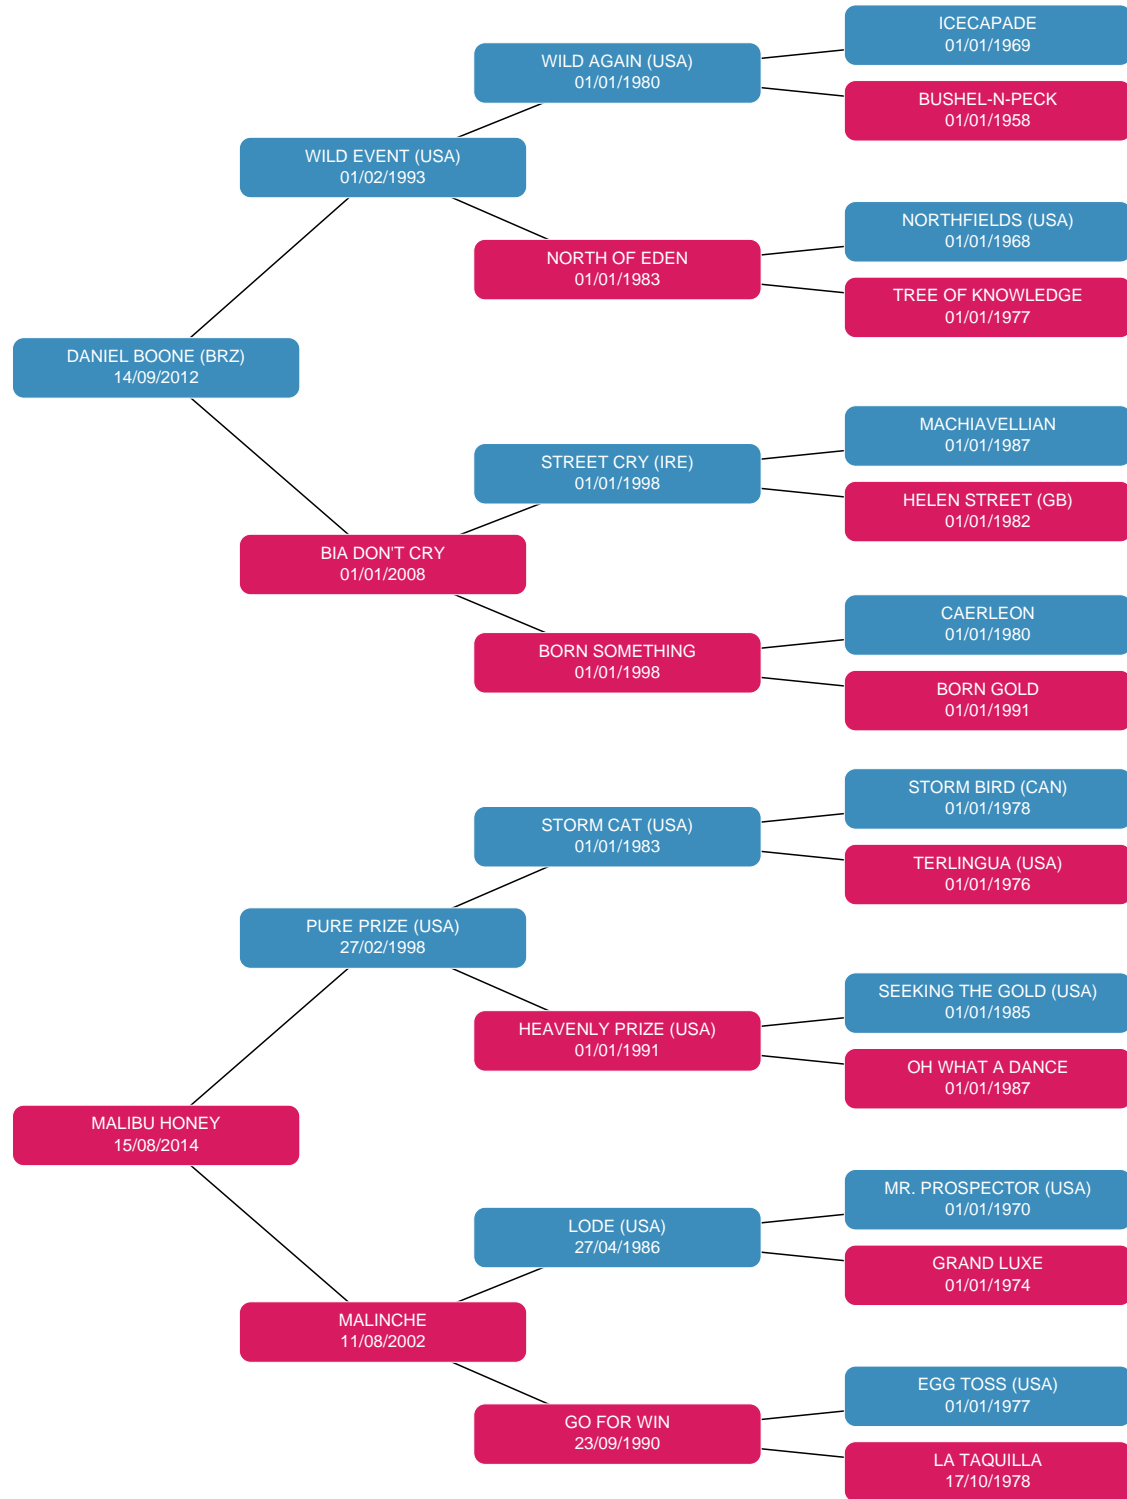 ICECAPADE
01/01/1969
WILD AGAIN (USA)
01/01/1980
BUSHEL-N-PECK
01/01/1958
WILD EVENT (USA)
01/02/1993
NORTHFIELDS (USA)
01/01/1968
NORTH OF EDEN
01/01/1983
TREE OF KNOWLEDGE
01/01/1977
DANIEL BOONE (BRZ)
14/09/2012
MACHIAVELLIAN
01/01/1987
STREET CRY (IRE)
01/01/1998
HELEN STREET (GB)
01/01/1982
BIA DON'T CRY
01/01/2008
CAERLEON
01/01/1980
BORN SOMETHING
01/01/1998
BORN GOLD
01/01/1991
STORM BIRD (CAN)
01/01/1978
STORM CAT (USA)
01/01/1983
TERLINGUA (USA)
01/01/1976
PURE PRIZE (USA)
27/02/1998
SEEKING THE GOLD (USA)
01/01/1985
HEAVENLY PRIZE (USA)
01/01/1991
OH WHAT A DANCE
01/01/1987
MALIBU HONEY
15/08/2014
MR. PROSPECTOR (USA)
01/01/1970
LODE (USA)
27/04/1986
GRAND LUXE
01/01/1974
MALINCHE
11/08/2002
EGG TOSS (USA)
01/01/1977
GO FOR WIN
23/09/1990
LA TAQUILLA
17/10/1978